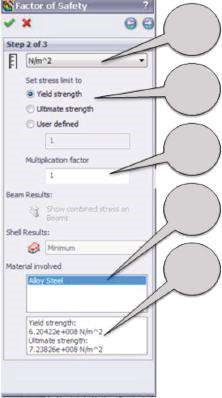 Factor of Safety
?
Step 2 of 3
N/m^2
Set stress limit to
Yield strength
Ultimate strength
User defined
1
Multiplication factor
1
Beam Results:
Show combined stress on
Beams
Shell Results:
Minimum
Material involved
Alloy Steel
Yield strength:
6.20422e+008 N/m^2
Ultimate strength:
7.23826e+008 N/m^2